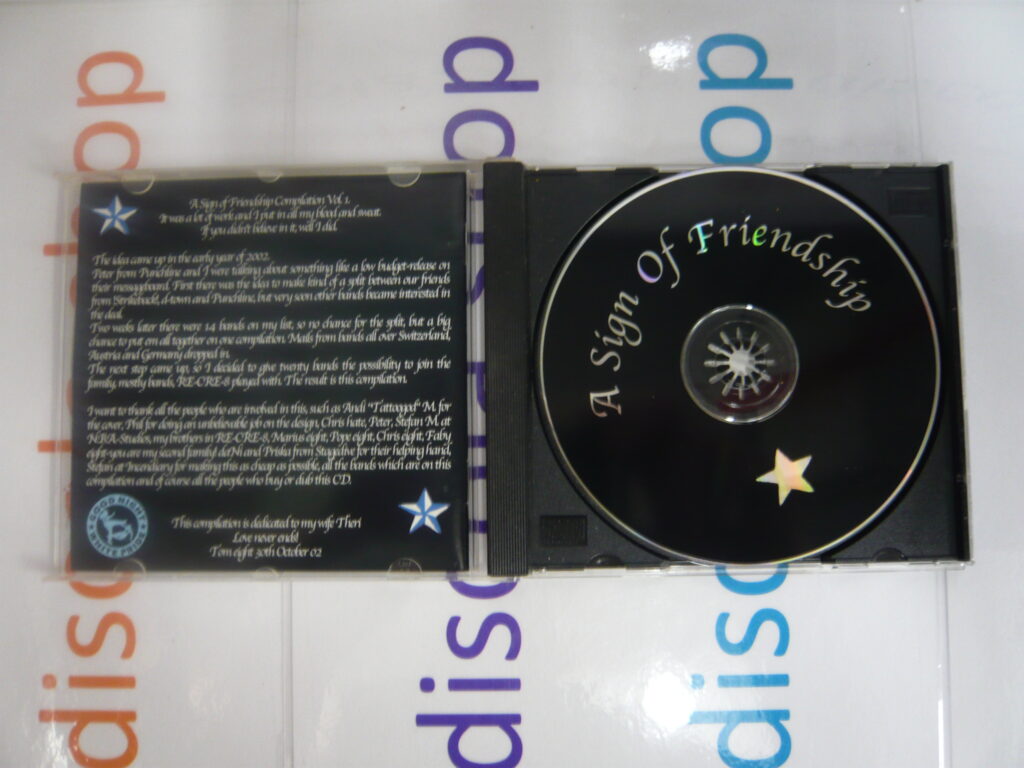 A Sign of Friendship Compilation Vol 1.
It was a lot of work and I put in all my blood and sweat.
If you didn't believe in it, well I did.
The idea came up in the early year of 2002.
Peter from Punchline and I were talking about something like a low budget-release on
their messageboard. First there was the idea to make kind of a split between our friends
from Strikeback!, d-town and Punchline, but very soon other bands became interested in
the deal.
Two weeks later there were 14 bands on my list, so no chance for the split, but a big
chance to put em all together on one compilation. Mails from bands all over Switzerland,
Austria and Germany dropped in.
The next step came up, so I decided to give twenty bands the possibility to join the
family, mostly bands, RE-CRE-8 played with. The result is this compilation.
I want to thank all the people who are involved in this, such as Andi "Tattooged" M. for
the cover, Phil for doing an unbelievable job on the design, Chris hate, Peter, Stefan M. at
N.B.A-Studios, my brothers in RE-CRE-8, Marius eight, Pope eight, Chris eight, Faby
eight-you are my second family! deNi and Priska from Stagedive for their helping hand,
Stefan at Incendiary for making this as cheap as possible, all the bands which are on this
compilation and of course all the people who buy or dub this CD.
GOOD NIGHT
WHITE PRIDE
This compilation is dedicated to my wife Theri
Love never ends!
Tom eight 30th October 02
A Sign Of Friendship
op
op
op
disc
disc
disc